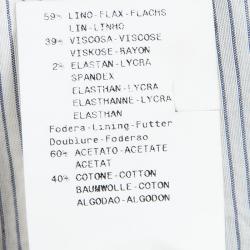 59% LINO-FLAX-FLACHS
LIN-LINHO
39% VISCOSA-VISCOSE
VISKOSE-RAYON
2% ELASTAN-LYCRA
SPANDEX
ELASTHAN-LYCRA
ELASTHANNE-LYCRA
ELASTHAN
Fodera-Lining-Futter
Doublure-Foderao
60% ACETATO-ACETATE
ACETAT
40% COTONE-COTTON
BAUMWOLLE-COTON
ALGODAO-ALGODON